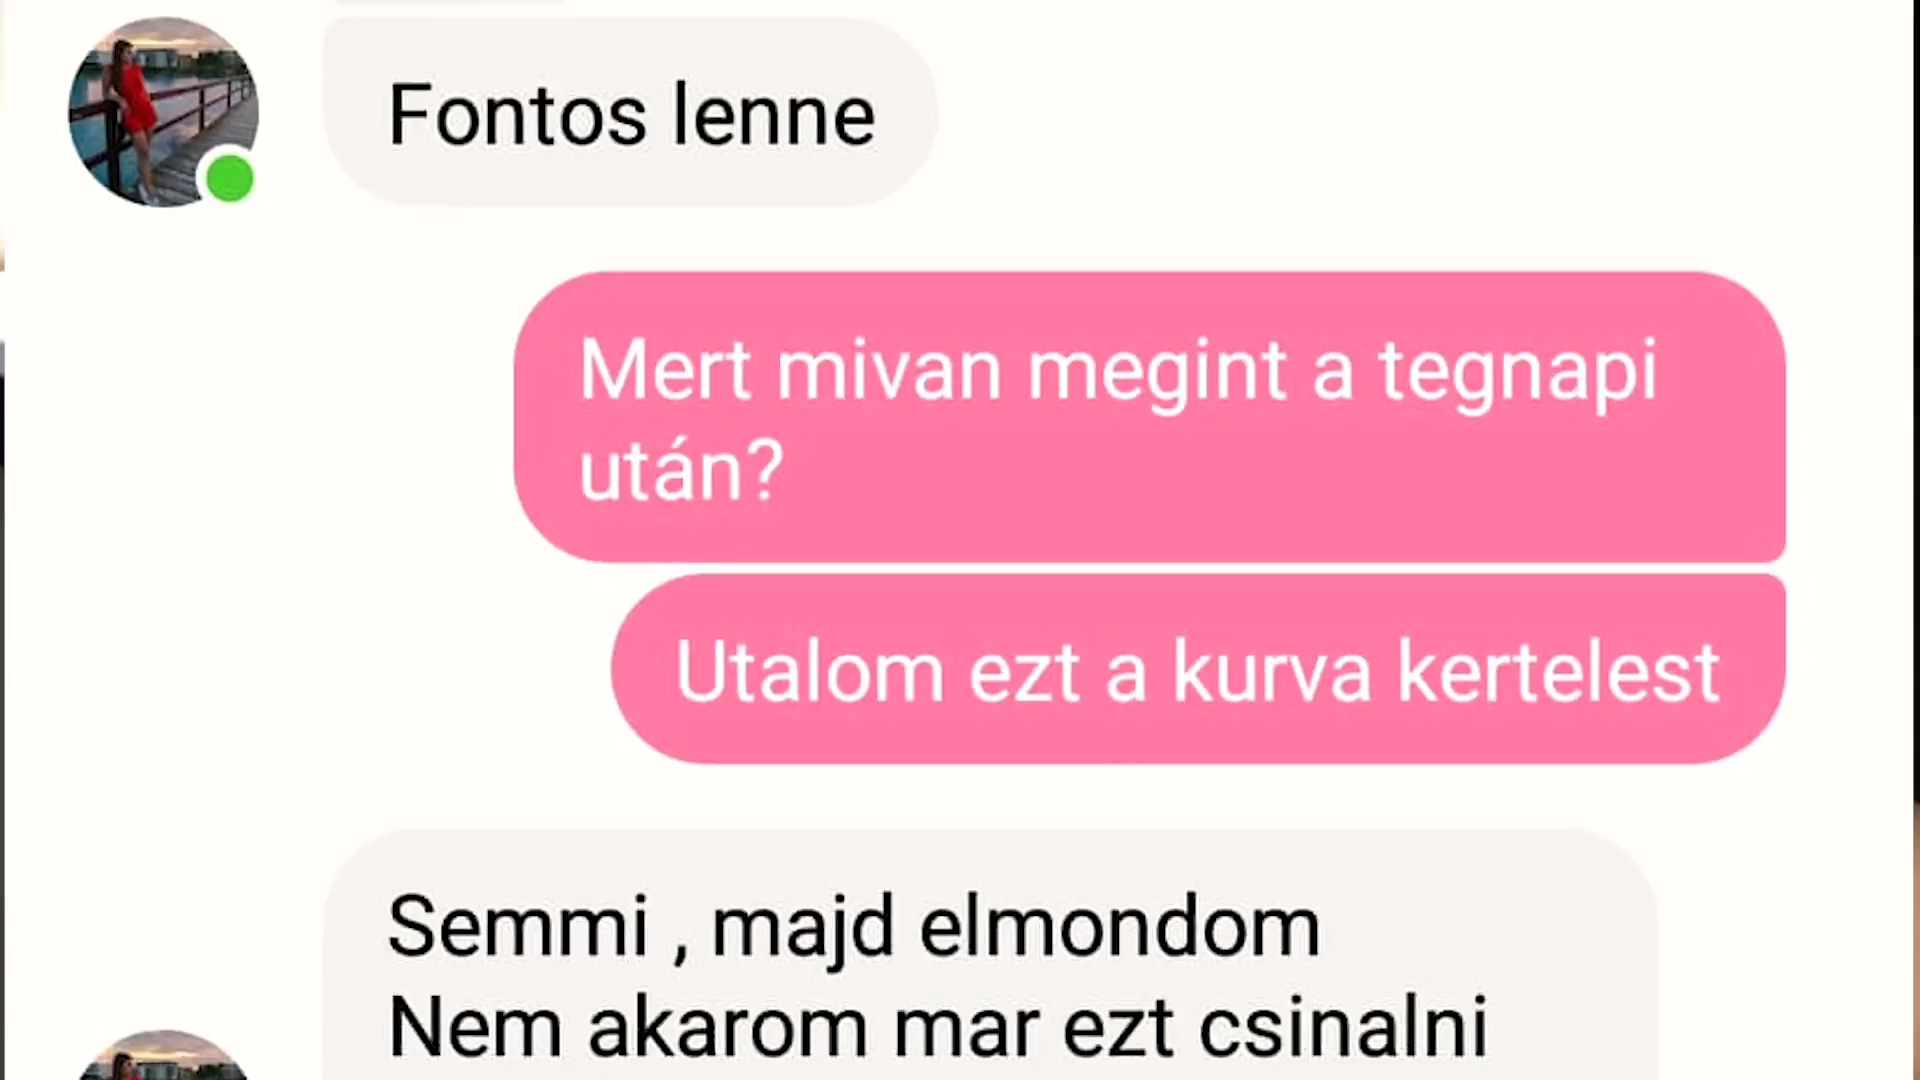 Fontos lenne
Mert mivan megint a tegnapi
után?
Utalom ezt a kurva kertelest
Semmi , majd elmondom
Nem akarom mar ezt csinalni